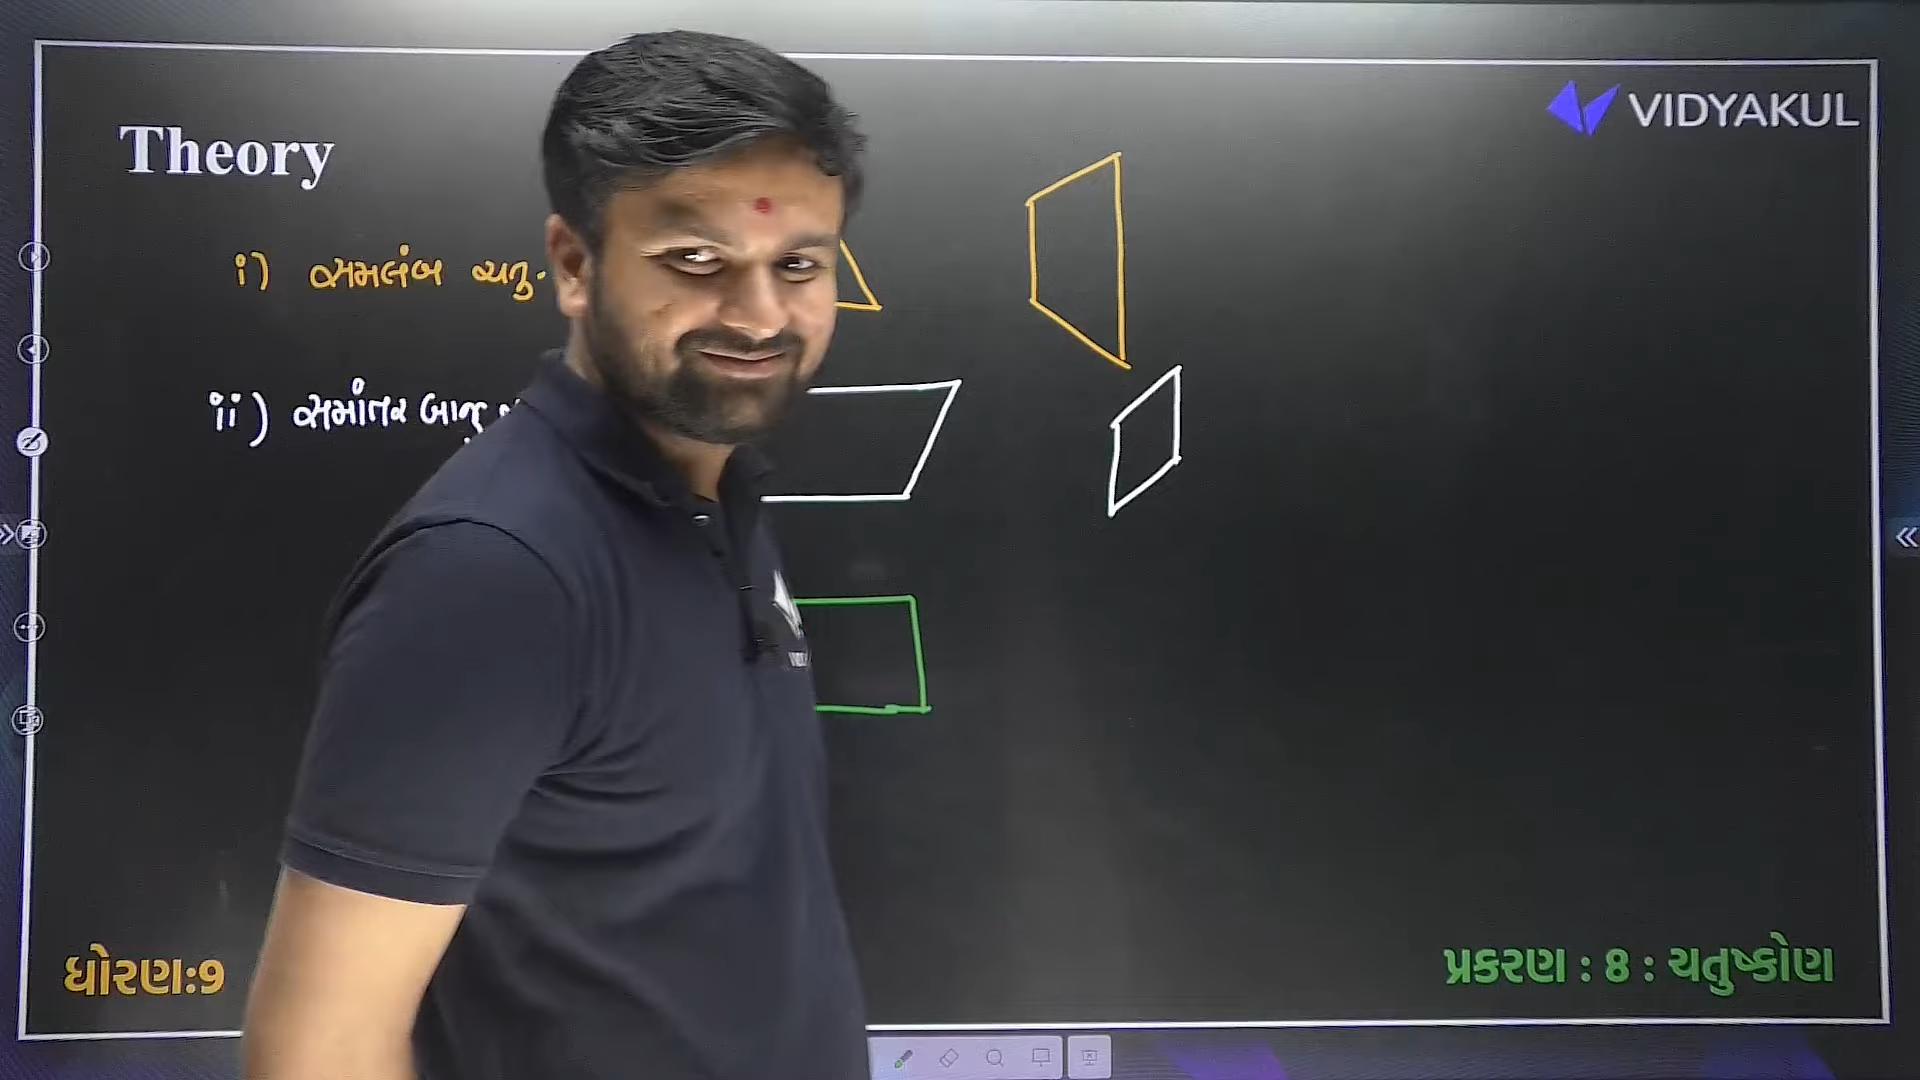 VIDYAKUL
Theory
i) સમલંબ ચતુ.
ii) સમાંતર બાજુ
ધોરણ:9
પ્રકરણ : 8 : ચતુષ્કોણ